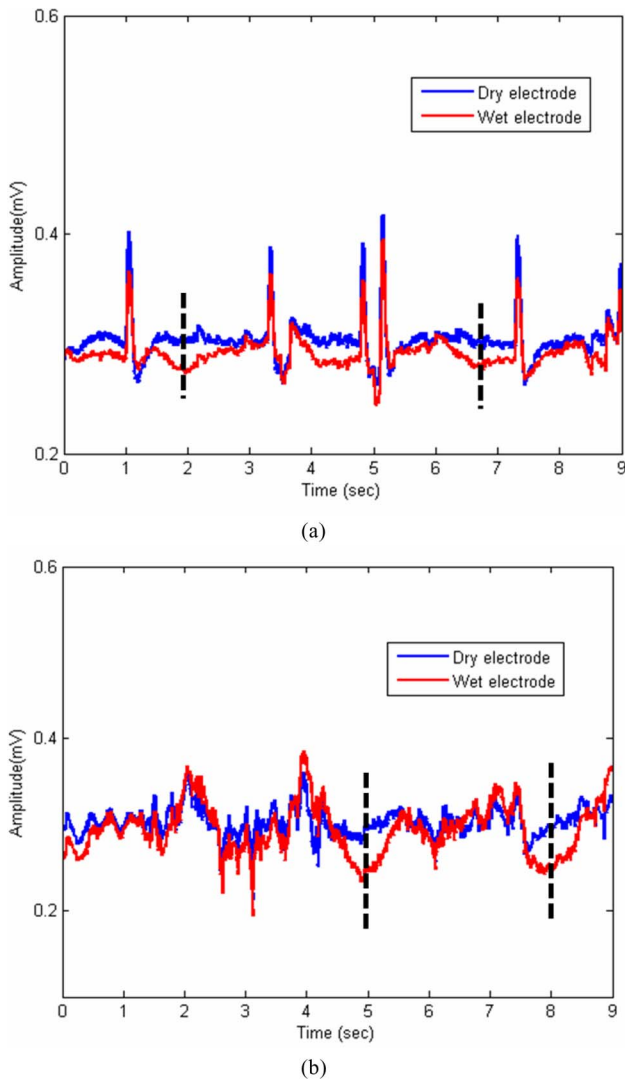 0.6
Dry electrode
Wet electrode
Amplitude(mV)
0.4
0.2
0 1 2 3 4 5 6 7 8 9
Time (sec)
(a)
0.6
Dry electrode
Wet electrode
Amplitude(mV)
0.4
0.2
0 1 2 3 4 5 6 7 8 9
Time (sec)
(b)